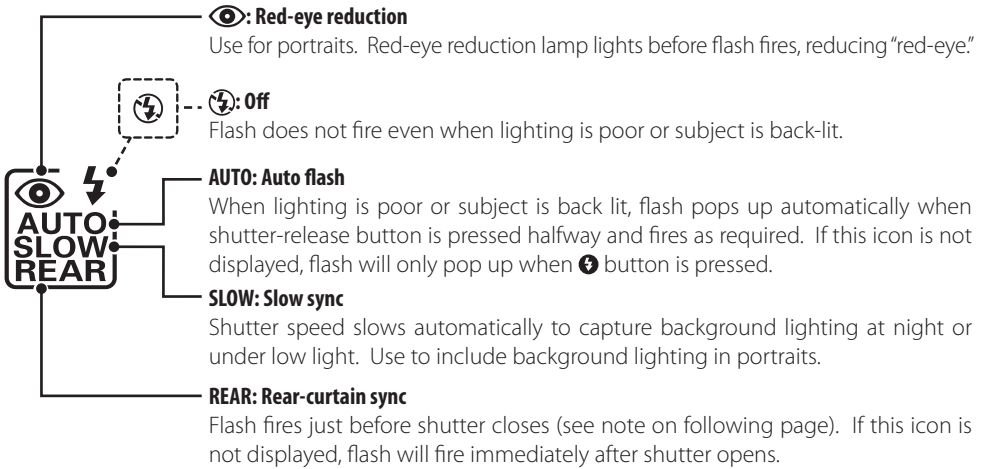 : Red-eye reduction
Use for portraits. Red-eye reduction lamp lights before flash fires, reducing “red-eye.”
: Off
Flash does not fire even when lighting is poor or subject is back-lit.
AUTO
SLOW
REAR
AUTO: Auto flash
When lighting is poor or subject is back lit, flash pops up automatically when
shutter-release button is pressed halfway and fires as required. If this icon is not
displayed, flash will only pop up when button is pressed.
SLOW: Slow sync
Shutter speed slows automatically to capture background lighting at night or
under low light. Use to include background lighting in portraits.
REAR: Rear-curtain sync
Flash fires just before shutter closes (see note on following page). If this icon is
not displayed, flash will fire immediately after shutter opens.